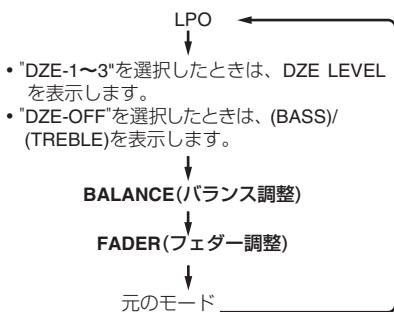 LPO
• "DZE-1〜3"を選択したときは、DZE LEVEL
を表示します。
• "DZE-OFF"を選択したときは、(BASS)/
(TREBLE)を表示します。
BALANCE(バランス調整)
FADER(フェダー調整)
元のモード